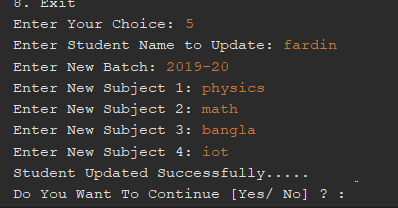 8. Exit
Enter Your Choice: 5
Enter Student Name to Update: fardin
Enter New Batch: 2019-20
Enter New Subject 1: physics
Enter New Subject 2: math
Enter New Subject 3: bangla
Enter New Subject 4: iot
Student Updated Successfully.....
Do You Want To Continue [Yes/ No] ? :